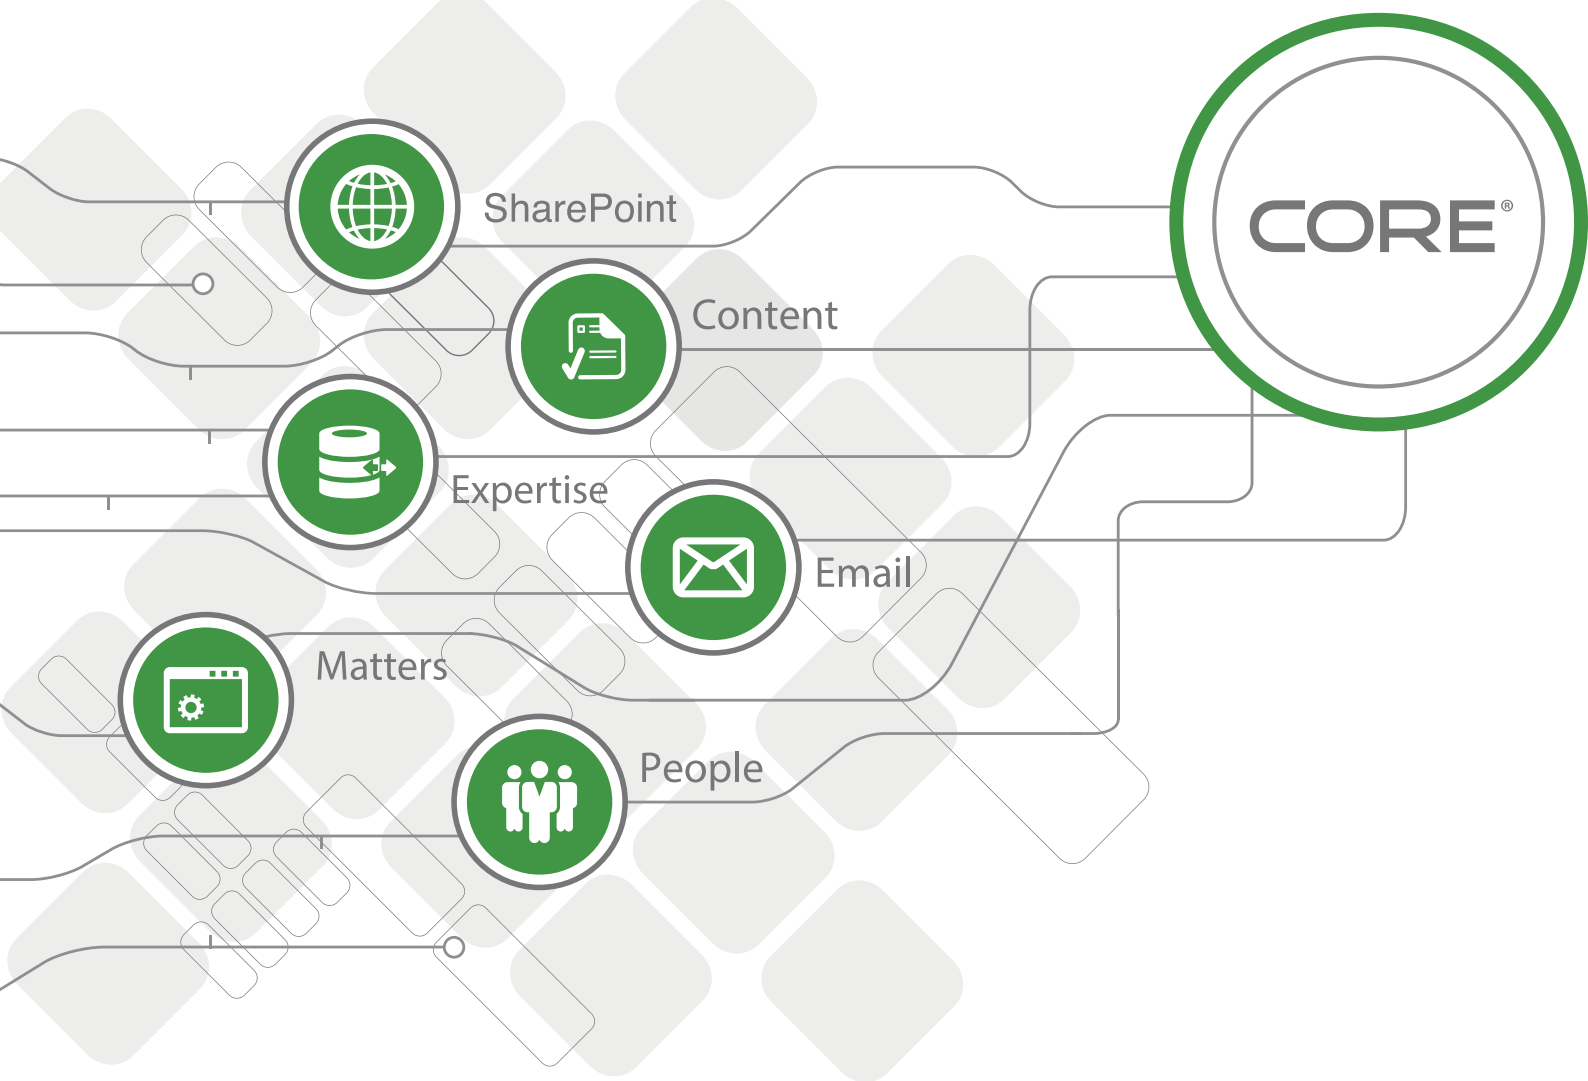 CORE®
SharePoint
Content
Expertise
Email
Matters
People